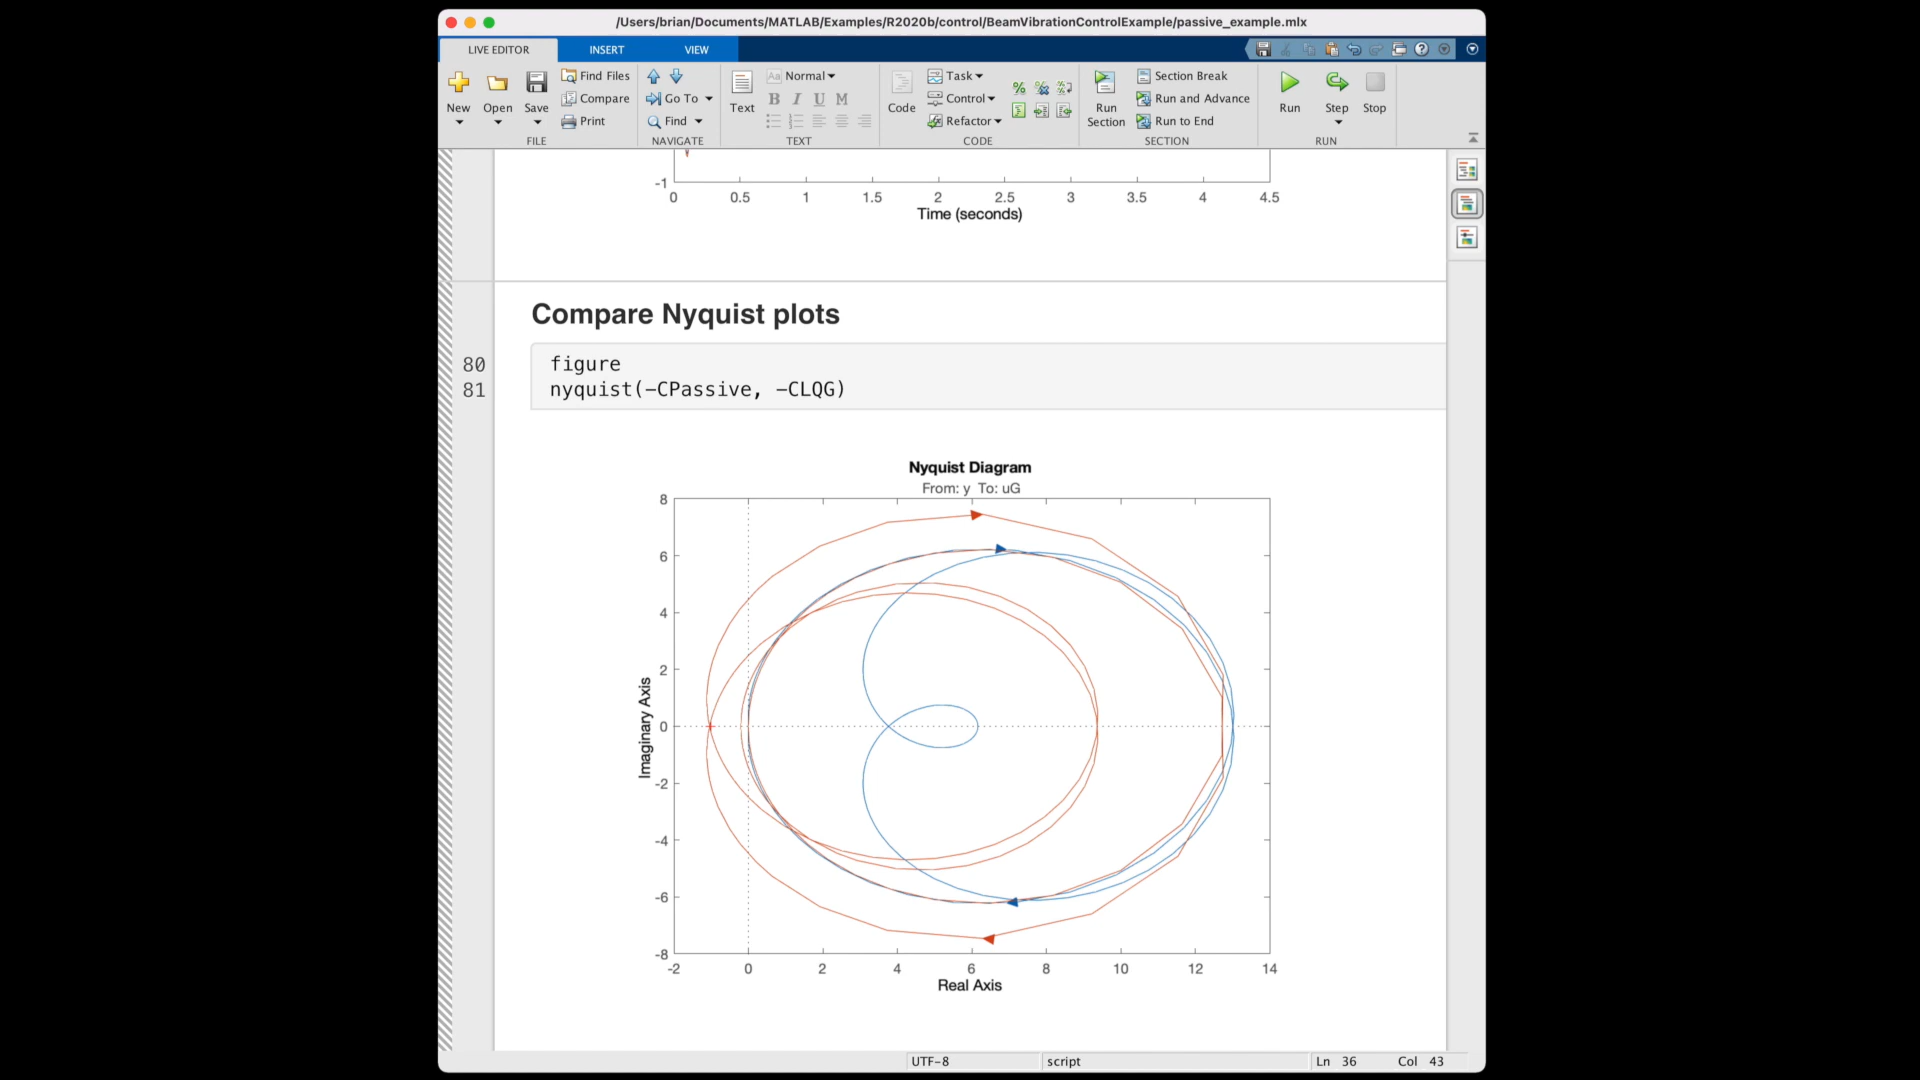 /Users/brian/Documents/MATLAB/Examples/R2020b/control/BeamVibrationControlExample/passive_example.mlx
LIVE EDITOR INSERT VIEW
Find Files Normal Task Section Break
New Open Save Compare Go To Text B I U M Code Control Run Section Run and Advance Run Step Stop
Print Find Refactor Run to End
FILE NAVIGATE TEXT CODE SECTION RUN
-1
0 0.5 1 1.5 2 2.5 3 3.5 4 4.5
Time (seconds)
Compare Nyquist plots
80 figure
81 nyquist(-CPassive, -CLQG)
Nyquist Diagram
From: y To: uG
8
6
4
2
0
-2
-4
-6
-8
Imaginary Axis
-2 0 2 4 6 8 10 12 14
Real Axis
UTF-8 script Ln 36 Col 43